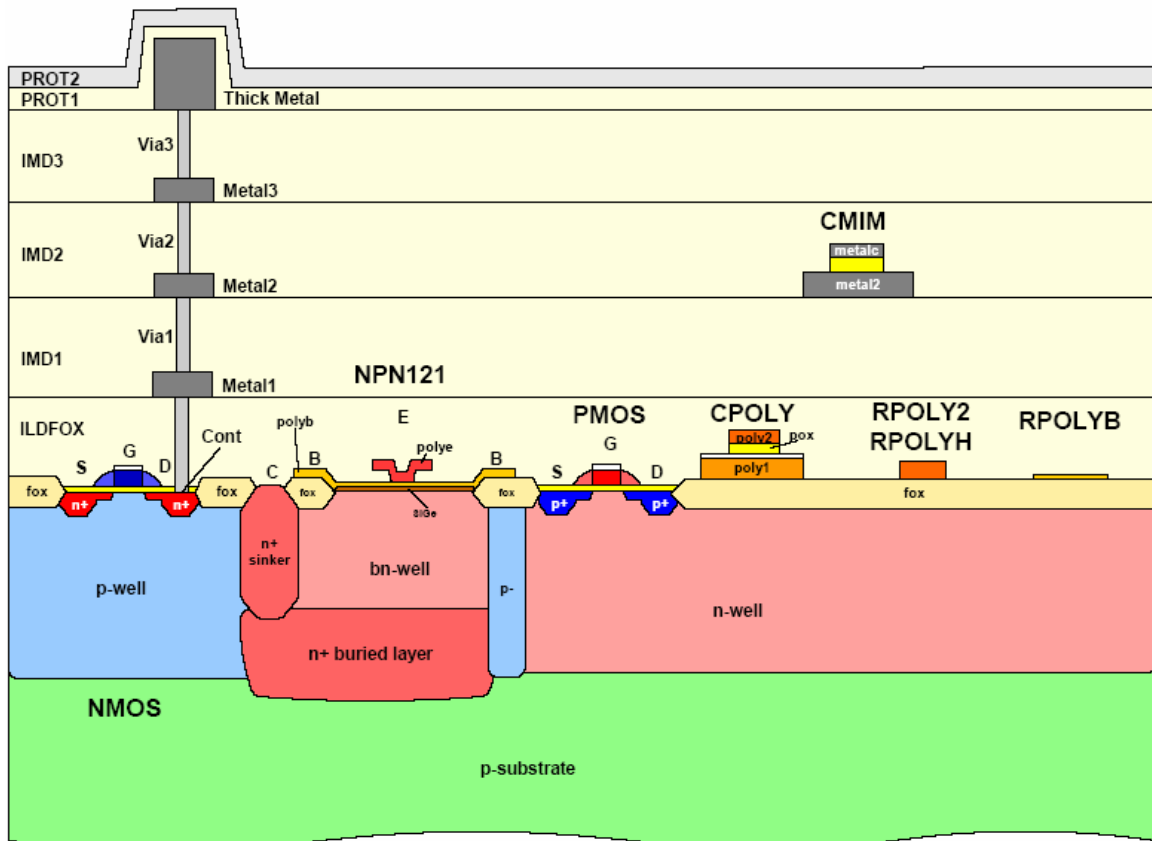 PROT2
PROT1
Thick Metal
Via3
IMD3
Metal3
CMIM
Via2
metalc
IMD2
Metal2
metal2
Via1
IMD1
NPN121
Metal1
polyb
E
PMOS
CPOLY
RPOLY2
RPOLYH
RPOLYB
ILDFOX
G
Cont
B
polye
B
G
poly2
pox
S
D
C
S
D
poly1
fox
fox
fox
fox
fox
n+
n+
SiGe
p+
p+
n+
sinker
p-well
bn-well
p-
n-well
n+ buried layer
NMOS
p-substrate